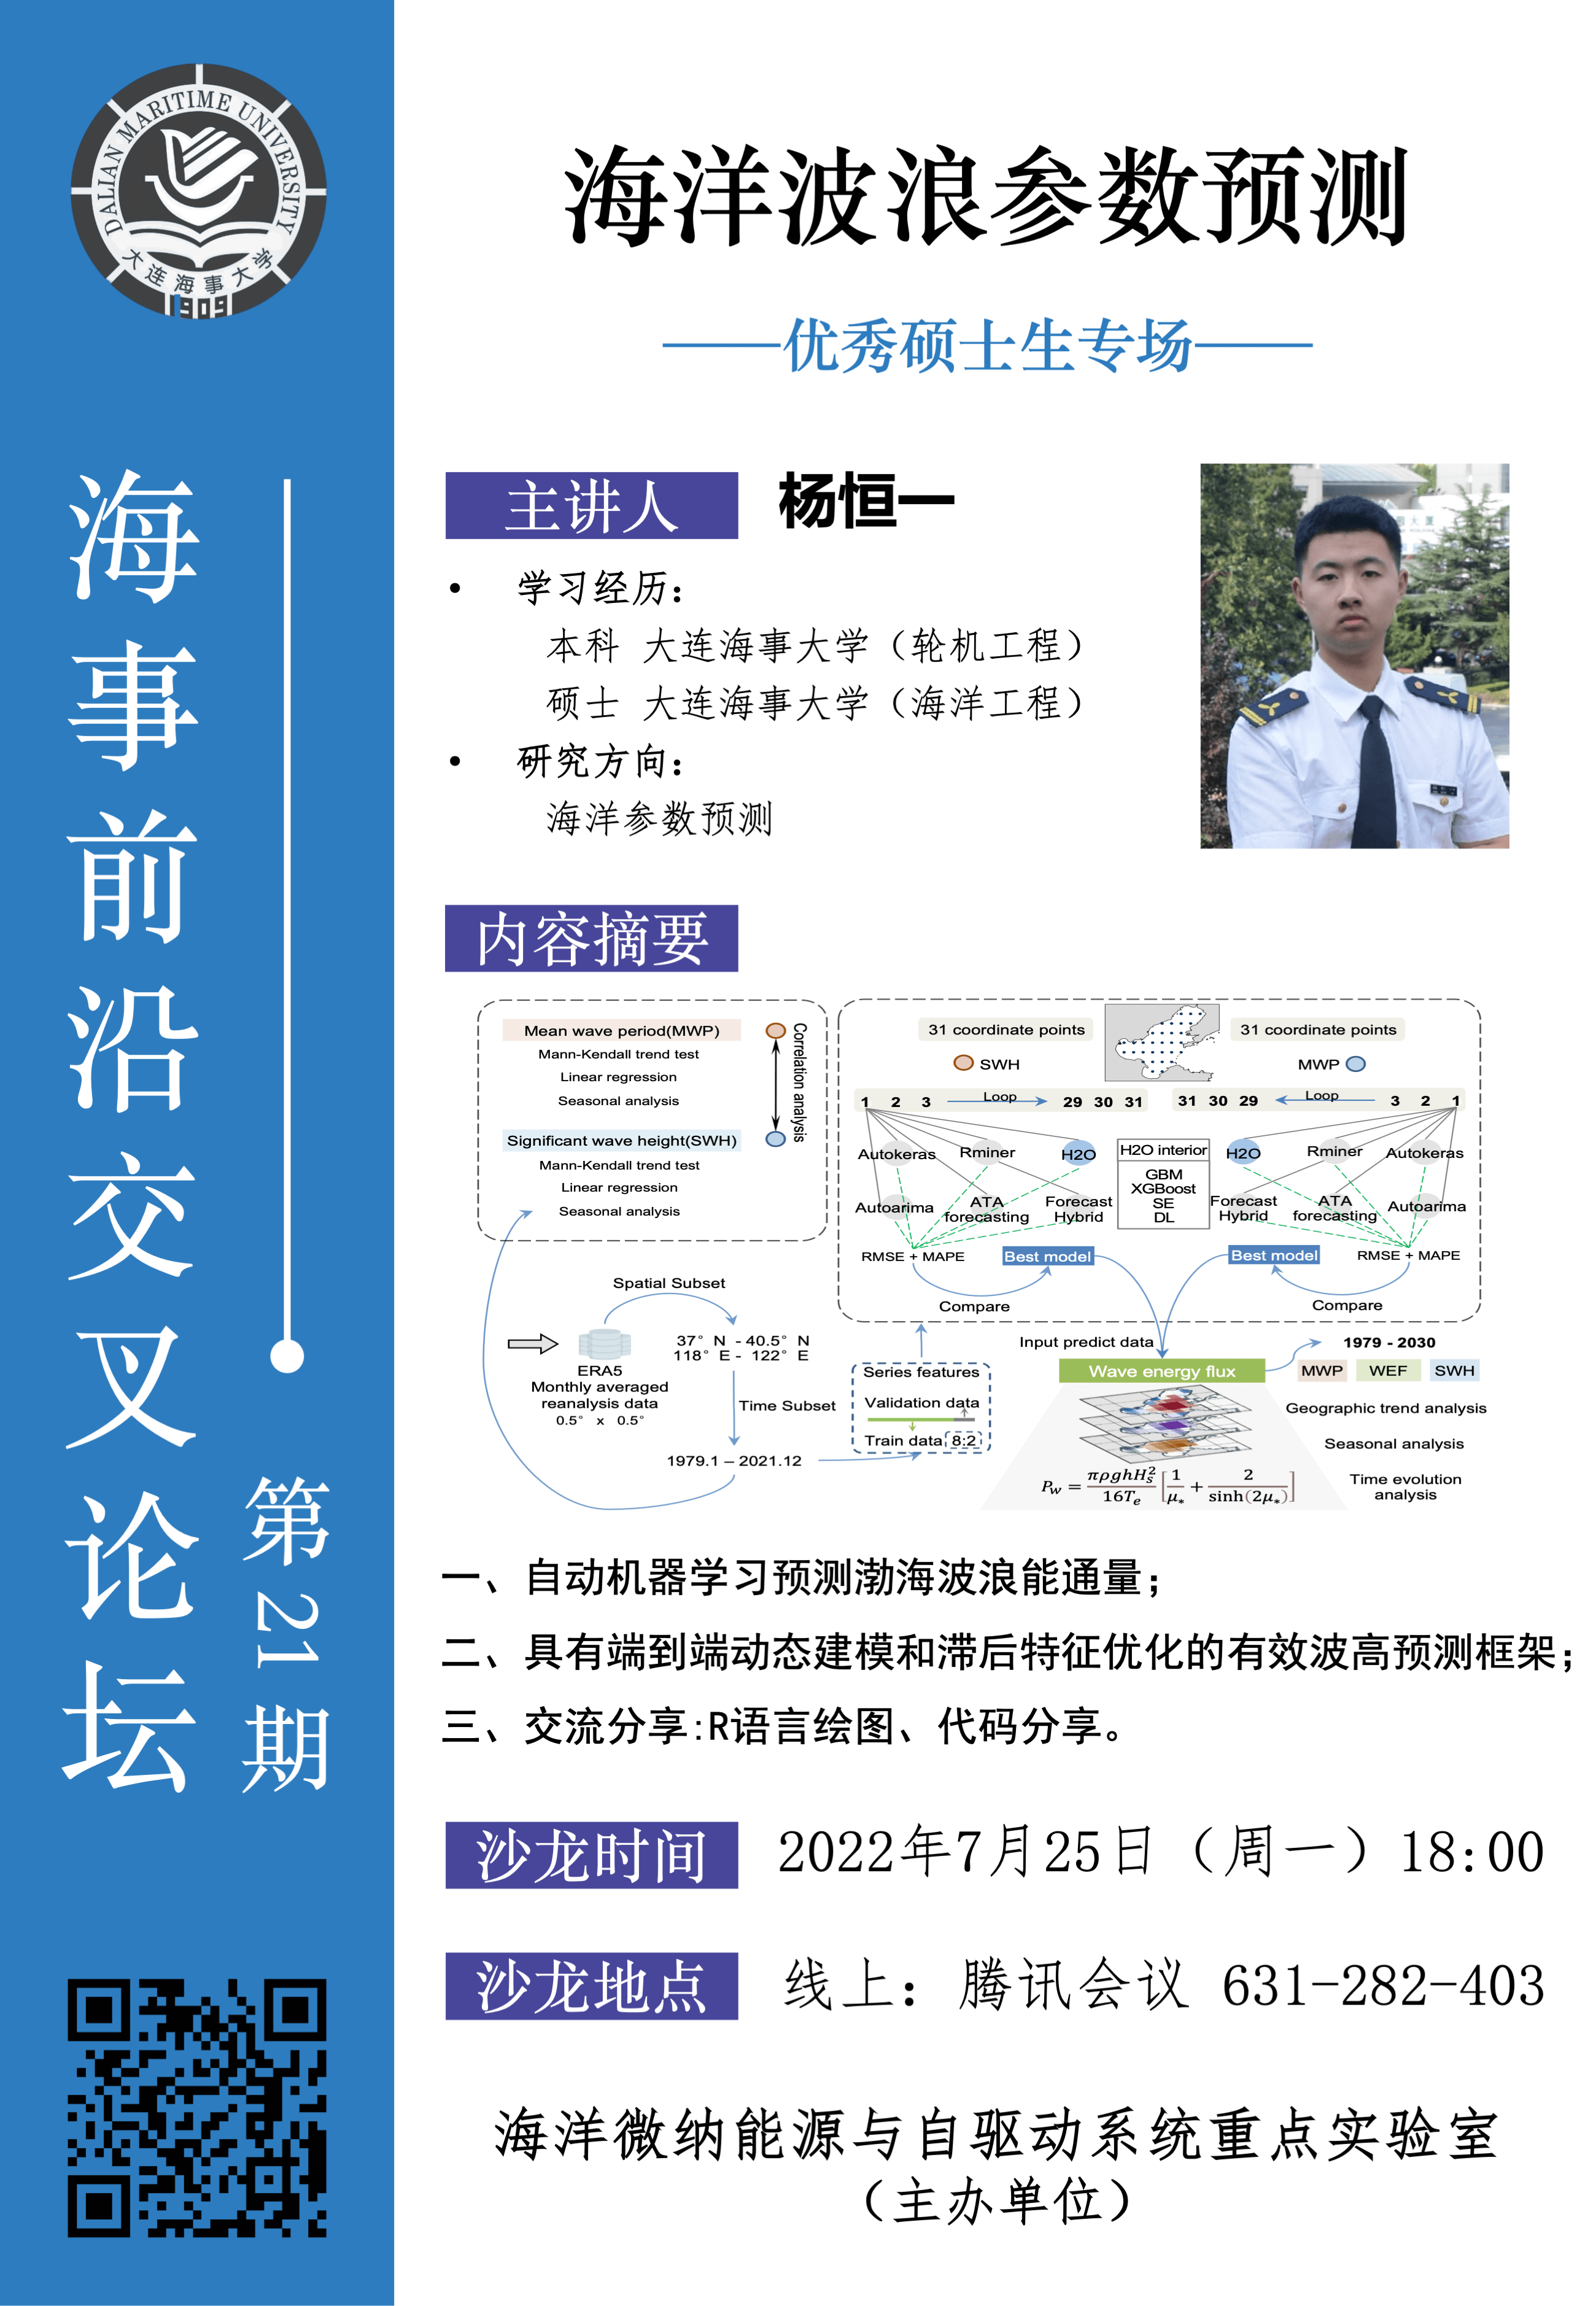 DALIAN MARITIME UNIVERSITY
大连海事大学
1909
海事前沿交叉论坛
第21期
海洋波浪参数预测
——优秀硕士生专场——
主讲人 杨恒一
• 学习经历：
本科 大连海事大学（轮机工程）
硕士 大连海事大学（海洋工程）
• 研究方向：
海洋参数预测
内容摘要
Mean wave period(MWP)
Mann-Kendall trend test
Linear regression
Seasonal analysis
Significant wave height(SWH)
Mann-Kendall trend test
Linear regression
Seasonal analysis
Correlation analysis
31 coordinate points
31 coordinate points
SWH
MWP
1 2 3 Loop 29 30 31
31 30 29 Loop 3 2 1
Autokeras Rminer H2O
H2O interior
H2O Rminer Autokeras
GBM
XGBoost
SE
DL
Autoarima ATA forecasting Forecast Hybrid
Forecast Hybrid ATA forecasting Autoarima
RMSE + MAPE Best model
Best model RMSE + MAPE
Compare
Compare
Spatial Subset
ERA5
Monthly averaged
reanalysis data
0.5° x 0.5°
37° N - 40.5° N
118° E - 122° E
Time Subset
1979.1 – 2021.12
Series features
Validation data
Train data 8:2
Input predict data
Wave energy flux
1979 - 2030
MWP WEF SWH
Geographic trend analysis
Seasonal analysis
Time evolution
analysis
P_w = πρghH_s^2 / 16T_e [1/μ_* + 2/sinh(2μ_*)]
一、自动机器学习预测渤海波浪能通量；
二、具有端到端动态建模和滞后特征优化的有效波高预测框架；
三、交流分享:R语言绘图、代码分享。
沙龙时间 2022年7月25日（周一）18:00
沙龙地点 线上：腾讯会议 631-282-403
海洋微纳能源与自驱动系统重点实验室
（主办单位）